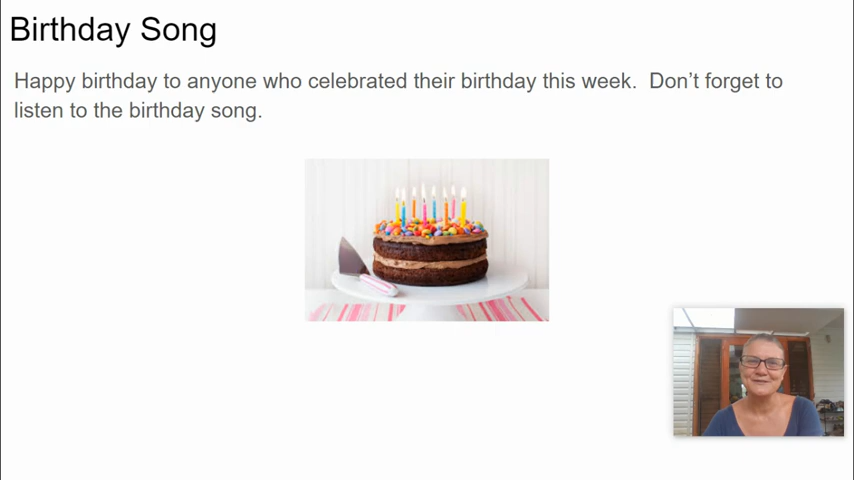 Birthday Song
Happy birthday to anyone who celebrated their birthday this week.  Don’t forget to
listen to the birthday song.